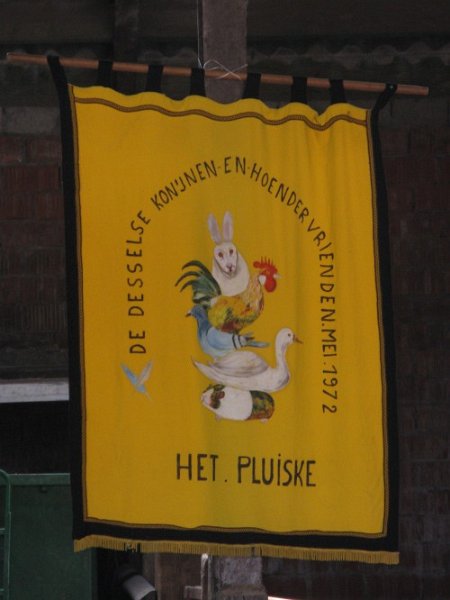 DE DESSELSE KONIJNEN-EN-HOENDERVRIENDEN.MEI.1972
HET. PLUISKE